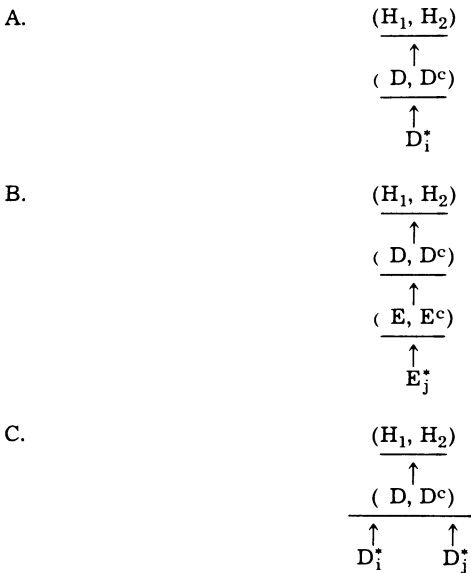 A. (H₁, H₂)
↑
( D, Dᶜ)
↑
D*ᵢ
B. (H₁, H₂)
↑
( D, Dᶜ)
↑
( E, Eᶜ)
↑
E*ⱼ
C. (H₁, H₂)
↑
( D, Dᶜ)
↑ ↑
D*ᵢ D*ⱼ